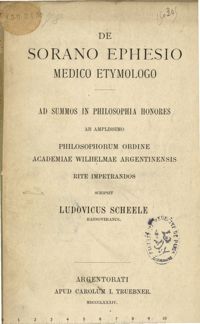 DE
SORANO EPHESIO
MEDICO ETYMOLOGO
AD SUMMOS IN PHILOSOPHIA HONORES
AB AMPLISSIMO
PHILOSOPHORUM ORDINE
ACADEMIAE WILHELMAE ARGENTINENSIS
RITE IMPETRANDOS
SCRIPSIT
LUDOVICUS SCHEELE
HANNOVERANUS.
ARGENTORATI
APUD CAROLUM I. TRUEBNER.
MDCCCLXXXIV.